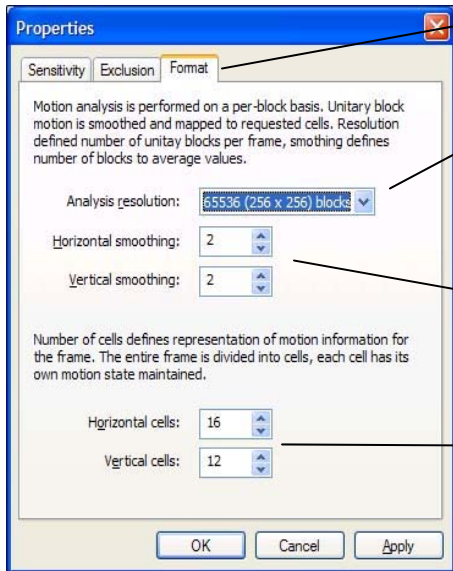 Properties
Sensitivity Exclusion Format
Motion analysis is performed on a per-block basis. Unitary block
motion is smoothed and mapped to requested cells. Resolution
defined number of unitay blocks per frame, smothing defines
number of blocks to average values.
Analysis resolution: 65536 (256 x 256) blocks
Horizontal smoothing: 2
Vertical smoothing: 2
Number of cells defines representation of motion information for
the frame. The entire frame is divided into cells, each cell has its
own motion state maintained.
Horizontal cells: 16
Vertical cells: 12
OK Cancel Apply